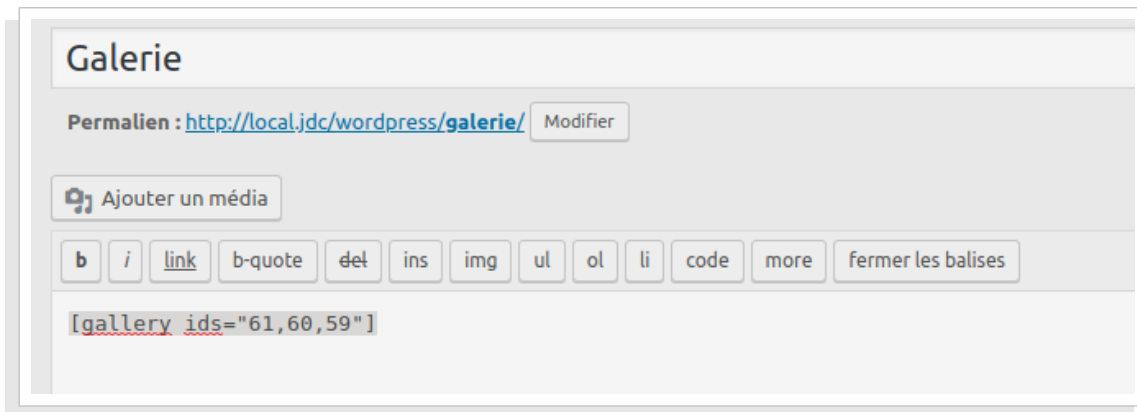 Galerie
Permalien : http://local.jdc/wordpress/galerie/ Modifier
Ajouter un média
b i link b-quote del ins img ul ol li code more fermer les balises
[gallery ids="61,60,59"]